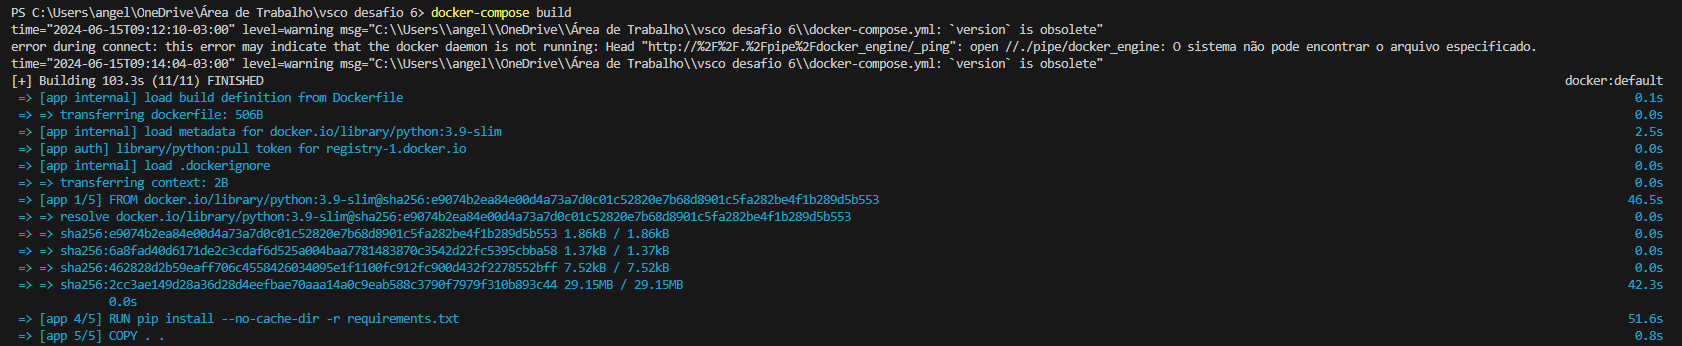 PS C:\Users\angel\OneDrive\Área de Trabalho\vsco desafio 6> docker-compose build
time="2024-06-15T09:12:10-03:00" level=warning msg="C:\\Users\\angel\\OneDrive\\Área de Trabalho\\vsco desafio 6\\docker-compose.yml: `version` is obsolete"
error during connect: this error may indicate that the docker daemon is not running: Head "http://%2F%2F.%2Fpipe%2Fdocker_engine/_ping": open //./pipe/docker_engine: O sistema não pode encontrar o arquivo especificado.
time="2024-06-15T09:14:04-03:00" level=warning msg="C:\\Users\\angel\\OneDrive\\Área de Trabalho\\vsco desafio 6\\docker-compose.yml: `version` is obsolete"
[+] Building 103.3s (11/11) FINISHED docker:default
=> [app internal] load build definition from Dockerfile 0.1s
=> => transferring dockerfile: 506B 0.0s
=> [app internal] load metadata for docker.io/library/python:3.9-slim 2.5s
=> [app auth] library/python:pull token for registry-1.docker.io 0.0s
=> [app internal] load .dockerignore 0.0s
=> => transferring context: 2B 0.0s
=> [app 1/5] FROM docker.io/library/python:3.9-slim@sha256:e9074b2ea84e00d4a73a7d0c01c52820e7b68d8901c5fa282be4f1b289d5b553 46.5s
=> => resolve docker.io/library/python:3.9-slim@sha256:e9074b2ea84e00d4a73a7d0c01c52820e7b68d8901c5fa282be4f1b289d5b553 0.0s
=> => sha256:e9074b2ea84e00d4a73a7d0c01c52820e7b68d8901c5fa282be4f1b289d5b553 1.86kB / 1.86kB 0.0s
=> => sha256:6a8fad40d6171de2c3cdaf6d525a004baa7781483870c3542d22fc5395cbba58 1.37kB / 1.37kB 0.0s
=> => sha256:462828d2b59eaff706c4558426034095e1f1100fc912fc900d432f2278552bff 7.52kB / 7.52kB 0.0s
=> => sha256:2cc3ae149d28a36d28d4eefbae70aaa14a0c9eab588c3790f7979f310b893c44 29.15MB / 29.15MB 42.3s
0.0s
=> [app 4/5] RUN pip install --no-cache-dir -r requirements.txt 51.6s
=> [app 5/5] COPY . . 0.8s